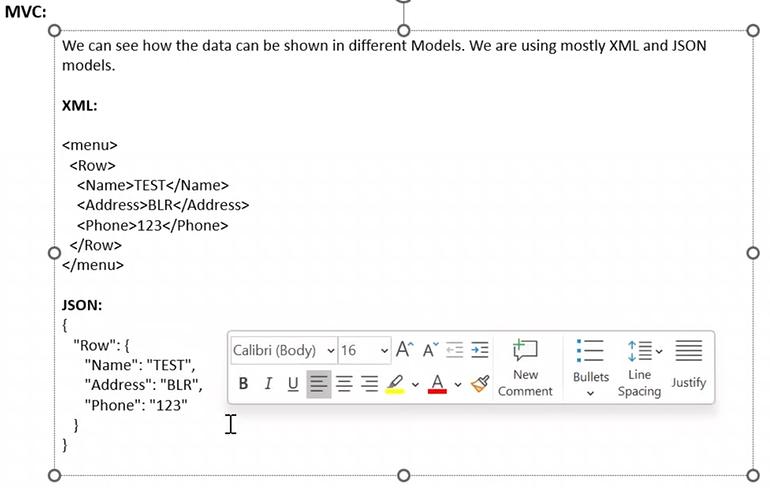 MVC:
We can see how the data can be shown in different Models. We are using mostly XML and JSON
models.
XML:
<menu>
<Row>
<Name>TEST</Name>
<Address>BLR</Address>
<Phone>123</Phone>
</Row>
</menu>
JSON:
{
"Row": {
"Name": "TEST",
"Address": "BLR",
"Phone": "123"
}
}
Calibri (Body) 16 A A
B I U A
New
Comment
Bullets
Line
Spacing
Justify